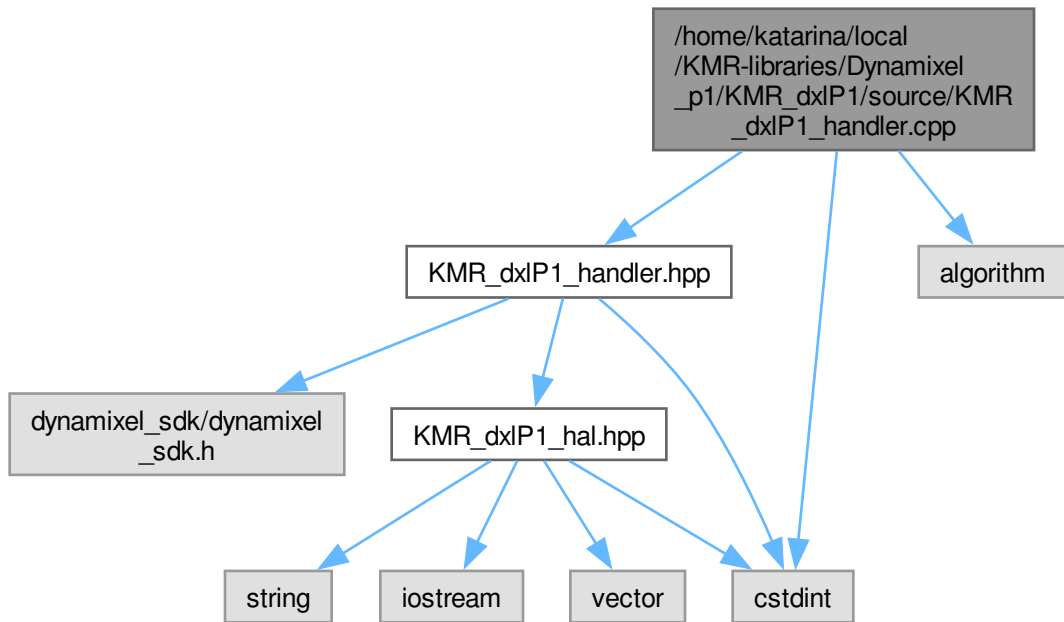 /home/katarina/local
/KMR-libraries/Dynamixel
_p1/KMR_dxlP1/source/KMR
_dxlP1_handler.cpp
KMR_dxlP1_handler.hpp
algorithm
dynamixel_sdk/dynamixel
_sdk.h
KMR_dxlP1_hal.hpp
string
iostream
vector
cstdint